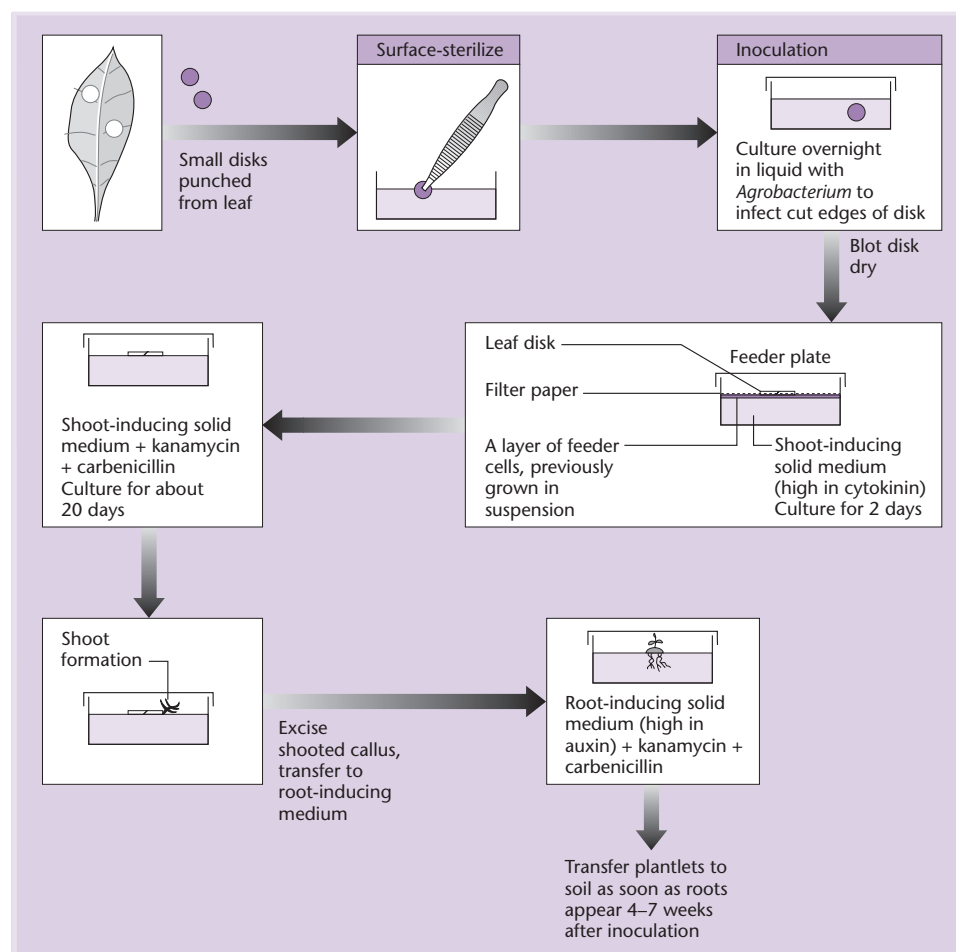 Small disks
punched
from leaf
Surface-sterilize
Inoculation
Culture overnight
in liquid with
Agrobacterium to
infect cut edges of disk
Blot disk
dry
Leaf disk
Filter paper
A layer of feeder
cells, previously
grown in
suspension
Feeder plate
Shoot-inducing
solid medium
(high in cytokinin)
Culture for 2 days
Shoot-inducing solid
medium + kanamycin
+ carbenicillin
Culture for about
20 days
Shoot
formation
Excise
shooted callus,
transfer to
root-inducing
medium
Root-inducing solid
medium (high in
auxin) + kanamycin +
carbenicillin
Transfer plantlets to
soil as soon as roots
appear 4–7 weeks
after inoculation